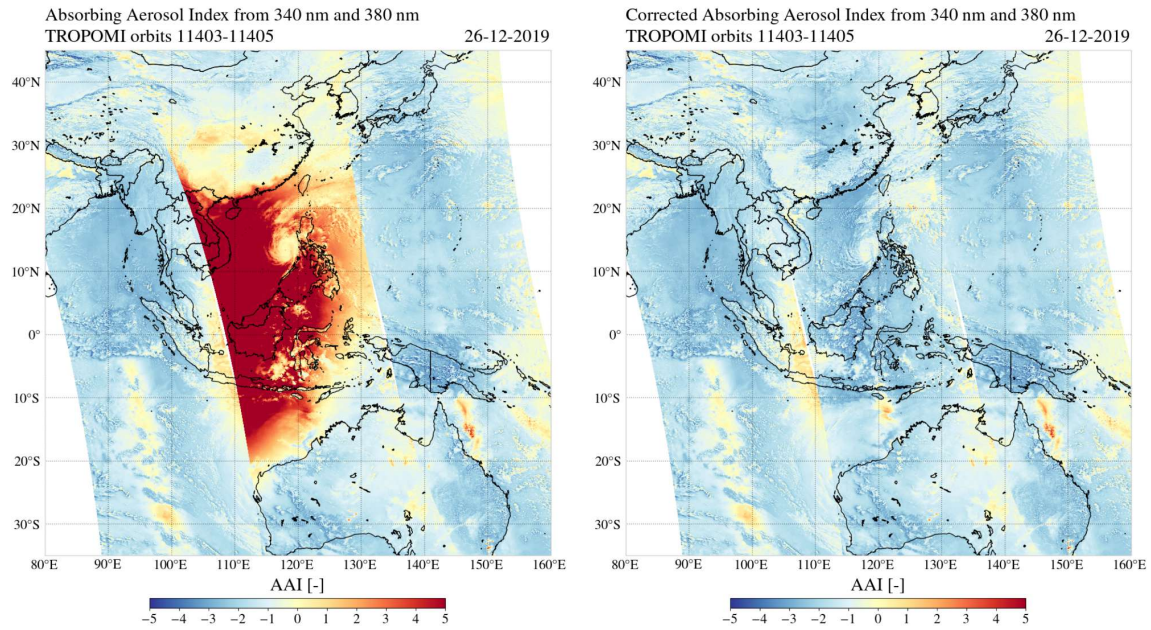 Absorbing Aerosol Index from 340 nm and 380 nm
TROPOMI orbits 11403-11405 26-12-2019
40°N
30°N
20°N
10°N
0°
10°S
20°S
30°S
80°E 90°E 100°E 110°E 120°E 130°E 140°E 150°E 160°E
AAI [-]
−5 −4 −3 −2 −1 0 1 2 3 4 5
Corrected Absorbing Aerosol Index from 340 nm and 380 nm
TROPOMI orbits 11403-11405 26-12-2019
40°N
30°N
20°N
10°N
0°
10°S
20°S
30°S
80°E 90°E 100°E 110°E 120°E 130°E 140°E 150°E 160°E
AAI [-]
−5 −4 −3 −2 −1 0 1 2 3 4 5